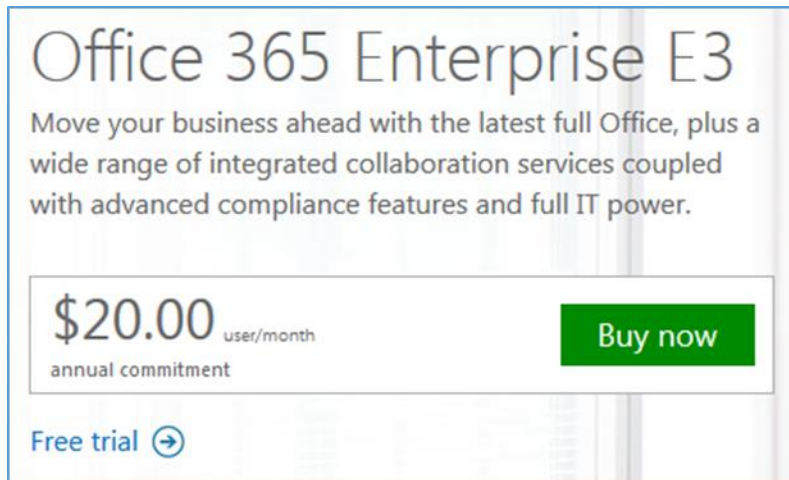 Office 365 Enterprise E3
Move your business ahead with the latest full Office, plus a
wide range of integrated collaboration services coupled
with advanced compliance features and full IT power.
$20.00 user/month
Buy now
annual commitment
Free trial